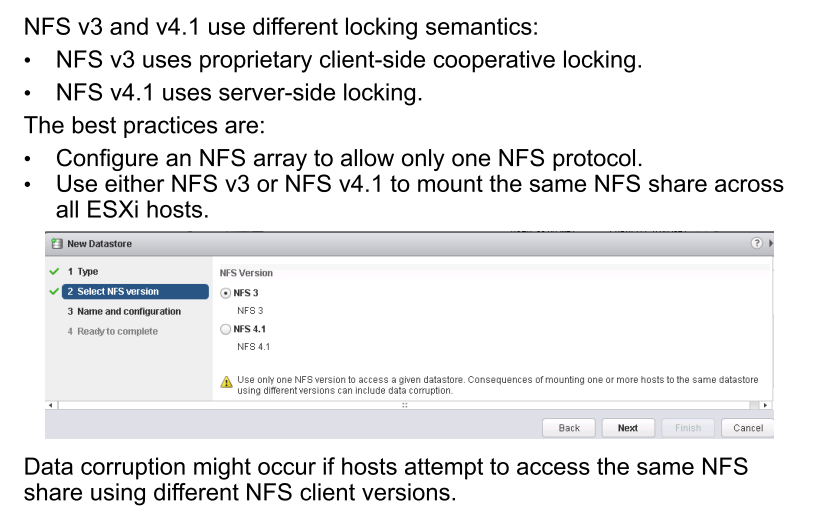 NFS v3 and v4.1 use different locking semantics:
• NFS v3 uses proprietary client-side cooperative locking.
• NFS v4.1 uses server-side locking.
The best practices are:
• Configure an NFS array to allow only one NFS protocol.
• Use either NFS v3 or NFS v4.1 to mount the same NFS share across
all ESXi hosts.
New Datastore
1 Type
2 Select NFS version
3 Name and configuration
4 Ready to complete
NFS Version
NFS 3
NFS 3
NFS 4.1
NFS 4.1
Use only one NFS version to access a given datastore. Consequences of mounting one or more hosts to the same datastore
using different versions can include data corruption.
Back Next Finish Cancel
Data corruption might occur if hosts attempt to access the same NFS
share using different NFS client versions.